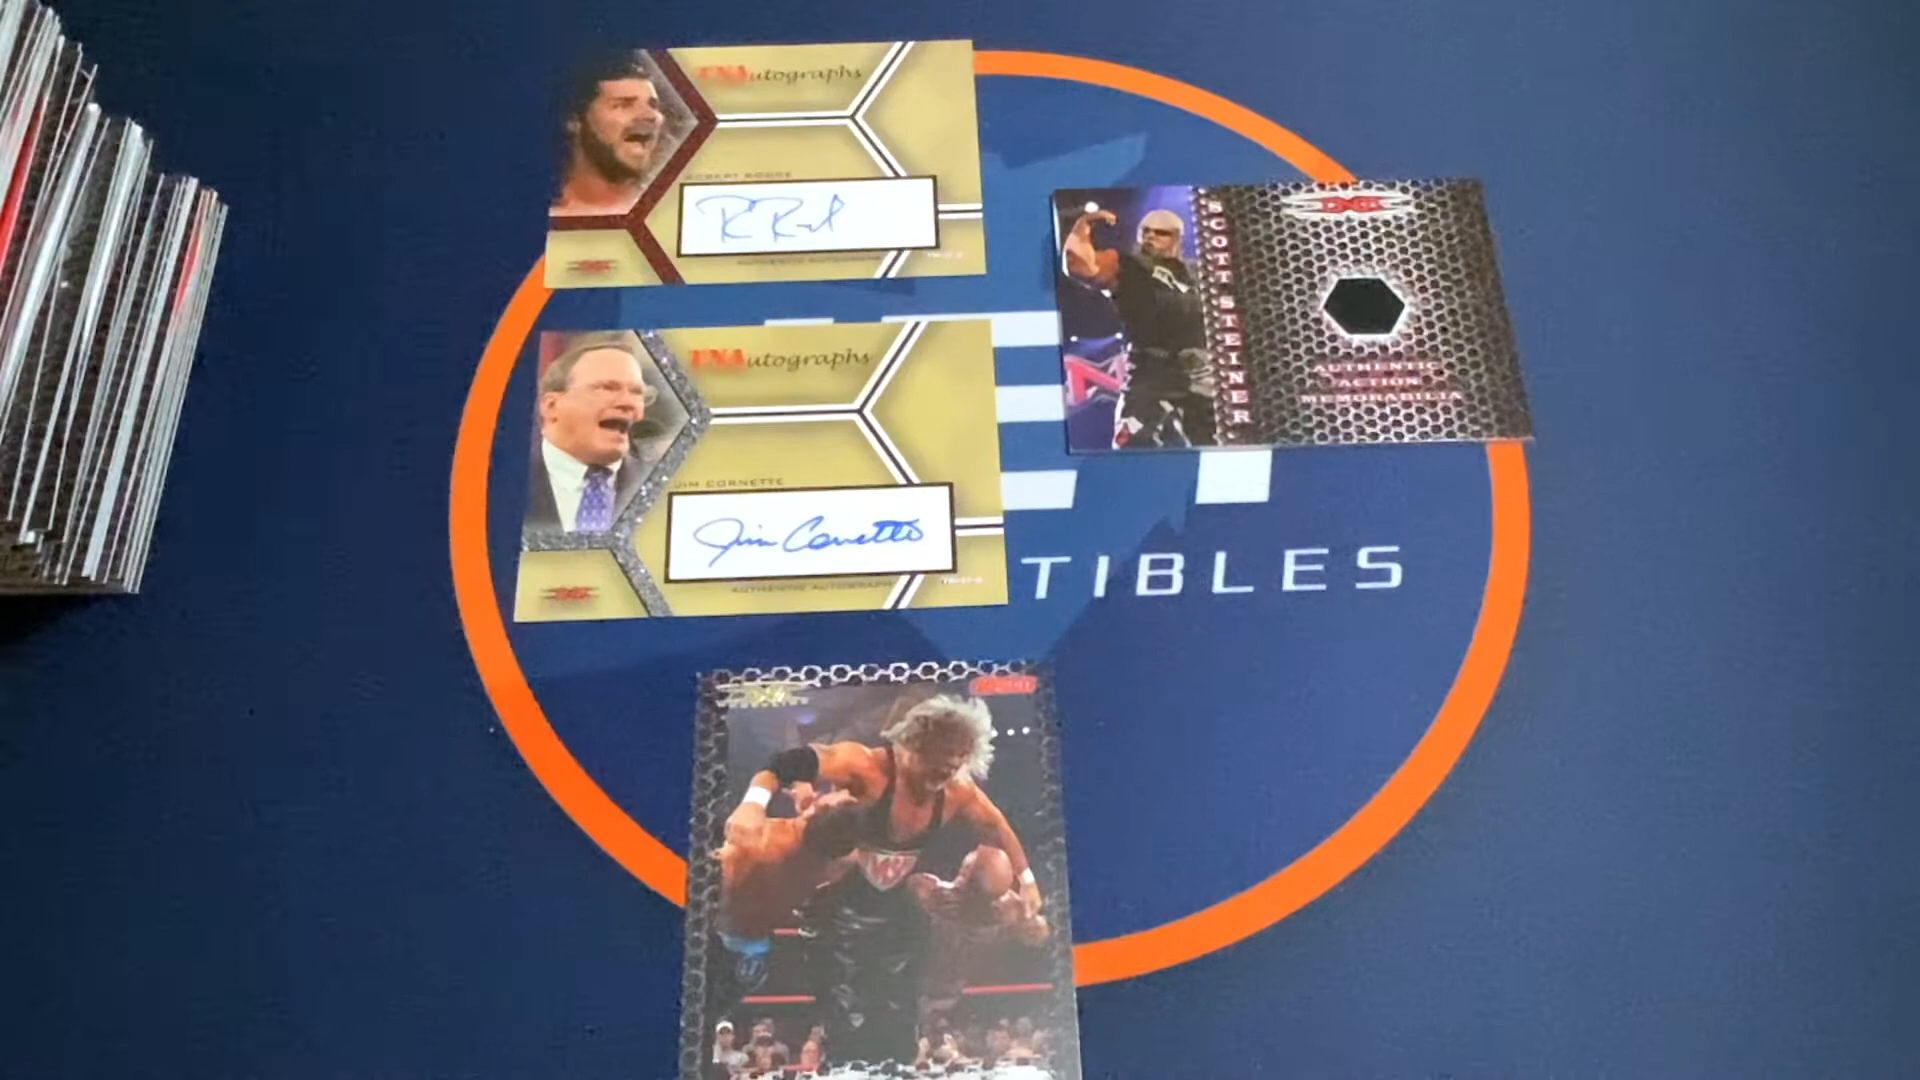 TNAutographs
ROBERT ROODE
AUTHENTIC AUTOGRAPH
TNAutographs
JIM CORNETTE
Jim Cornette
AUTHENTIC AUTOGRAPH
SCOTT STEINER
TNA
AUTHENTIC
ACTION
MEMORABILIA
TIBLES